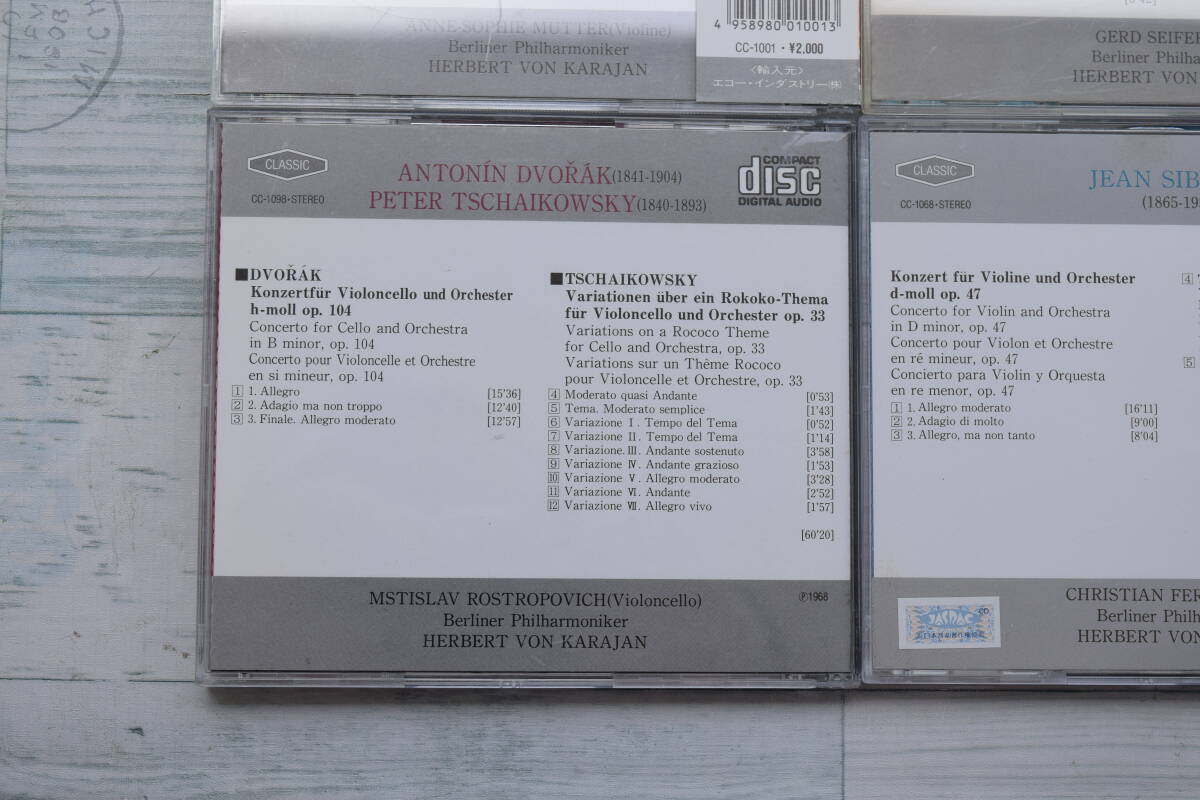 ANNE-SOPHIE MUTTER(Violine)
Berliner Philharmoniker
HERBERT VON KARAJAN
4 958980 010013
CC-1001・¥2,000
〈輸入元〉
エコー・インダストリー㈱
GERD SEIFER
Berliner Philha
HERBERT VON
CLASSIC
CC-1098・STEREO
ANTONÍN DVOŘÁK(1841-1904)
PETER TSCHAIKOWSKY(1840-1893)
COMPACT
disc
DIGITAL AUDIO
■DVOŘÁK
Konzertfür Violoncello und Orchester
h-moll op. 104
Concerto for Cello and Orchestra
in B minor, op. 104
Concerto pour Violoncelle et Orchestre
en si mineur, op. 104
1 1. Allegro [15'36]
2 2. Adagio ma non troppo [12'40]
3 3. Finale. Allegro moderato [12'57]
■TSCHAIKOWSKY
Variationen über ein Rokoko-Thema
für Violoncello und Orchester op. 33
Variations on a Rococo Theme
for Cello and Orchestra, op. 33
Variations sur un Thème Rococo
pour Violoncelle et Orchestre, op. 33
4 Moderato quasi Andante [0'53]
5 Tema. Moderato semplice [1'43]
6 Variazione Ⅰ. Tempo del Tema [0'52]
7 Variazione Ⅱ. Tempo del Tema [1'14]
8 Variazione. Ⅲ. Andante sostenuto [3'58]
9 Variazione Ⅳ. Andante grazioso [1'53]
10 Variazione Ⅴ. Allegro moderato [3'28]
11 Variazione Ⅵ. Andante [2'52]
12 Variazione Ⅶ. Allegro vivo [1'57]
[60'20]
MSTISLAV ROSTROPOVICH(Violoncello)
Berliner Philharmoniker
HERBERT VON KARAJAN
Ⓟ1968
CLASSIC
CC-1068・STEREO
JEAN SIB
(1865-19
Konzert für Violine und Orchester
d-moll op. 47
Concerto for Violin and Orchestra
in D minor, op. 47
Concerto pour Violon et Orchestre
en ré mineur, op. 47
Concierto para Violin y Orquesta
en re menor, op. 47
1 1. Allegro moderato [16'11]
2 2. Adagio di molto [9'00]
3 3. Allegro, ma non tanto [8'04]
4
5
JASRAC
CD
CHRISTIAN FER
Berliner Philh
HERBERT VON